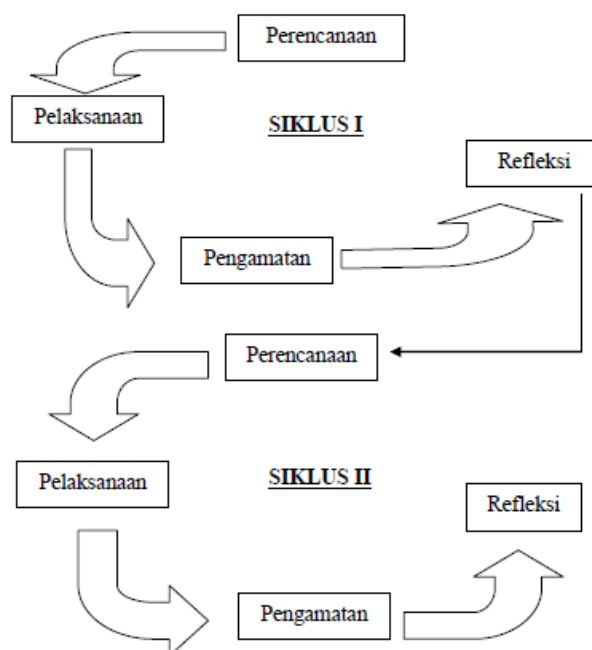 Perencanaan
Pelaksanaan
SIKLUS I
Refleksi
Pengamatan
Perencanaan
Pelaksanaan
SIKLUS II
Refleksi
Pengamatan